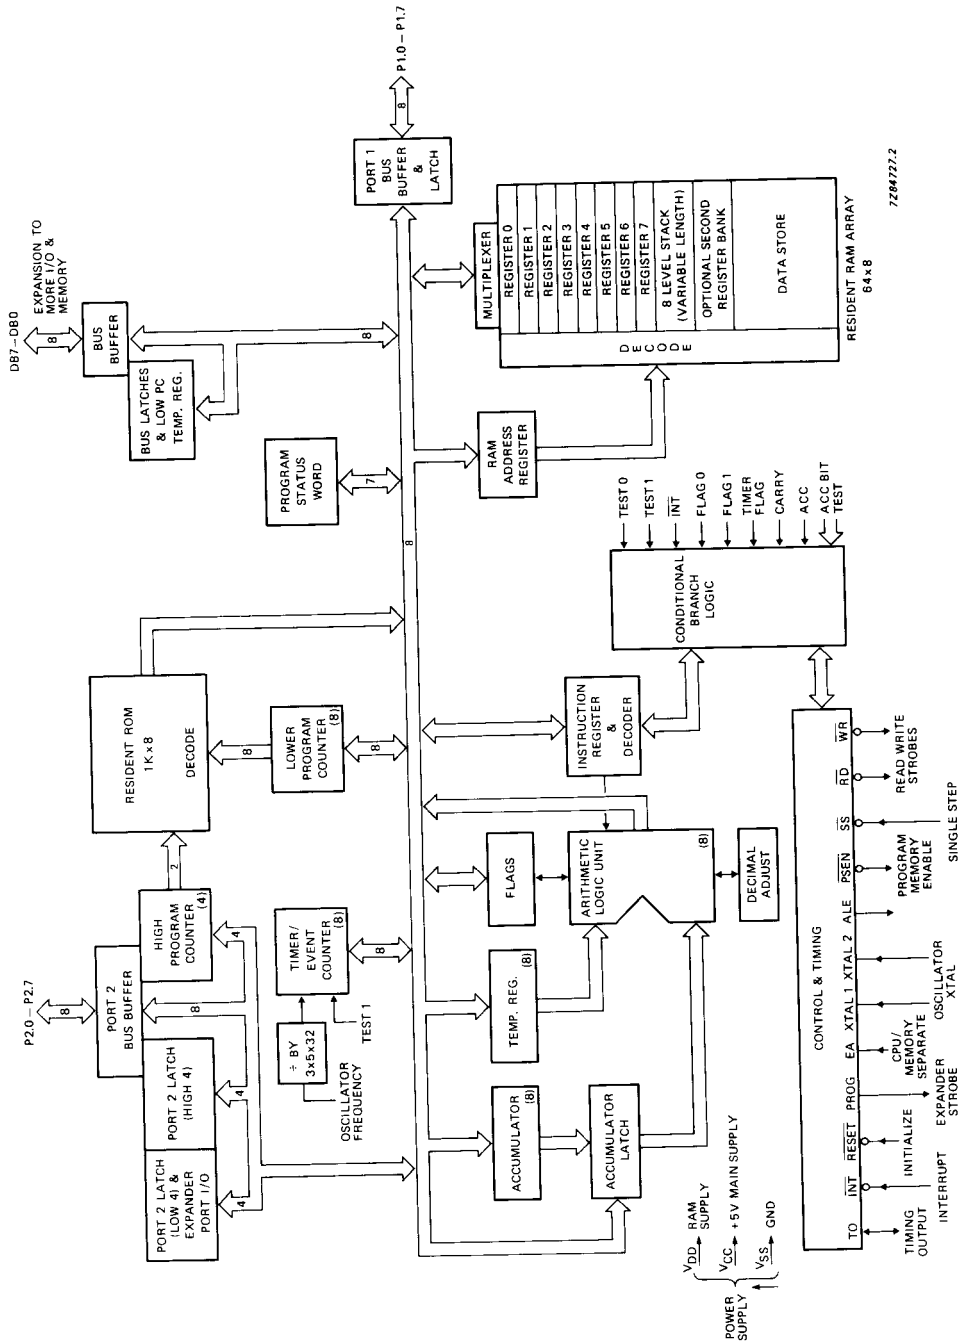 P2.0–P2.7
8
PORT 2 LATCH
(LOW 4) &
EXPANDER
PORT I/O
PORT 2 LATCH
(HIGH 4)
PORT 2
BUS BUFFER
HIGH
PROGRAM
COUNTER
(4)
4
4
8
4
2
RESIDENT ROM
1K x 8
DECODE
8
LOWER
PROGRAM
COUNTER
(8)
8
÷ BY
3x5x32
OSCILLATOR
FREQUENCY
TIMER/
EVENT
COUNTER
(8)
TEST 1
8
PROGRAM
STATUS
WORD
7
DB7–DB0
8
EXPANSION TO
MORE I/O &
MEMORY
BUS
BUFFER
BUS LATCHES
& LOW PC
TEMP. REG.
8
8
PORT 1
BUS
BUFFER
&
LATCH
8
P1.0–P1.7
ACCUMULATOR
(8)
ACCUMULATOR
LATCH
TEMP. REG.
(8)
FLAGS
ARITHMETIC
LOGIC UNIT
(8)
DECIMAL
ADJUST
INSTRUCTION
REGISTER
&
DECODER
RAM
ADDRESS
REGISTER
MULTIPLEXER
DECODE
REGISTER 0
REGISTER 1
REGISTER 2
REGISTER 3
REGISTER 4
REGISTER 5
REGISTER 6
REGISTER 7
8 LEVEL STACK
(VARIABLE LENGTH)
OPTIONAL SECOND
REGISTER BANK
DATA STORE
RESIDENT RAM ARRAY
64x8
CONDITIONAL
BRANCH
LOGIC
TEST 0
TEST 1
INT
FLAG 0
FLAG 1
TIMER
FLAG
CARRY
ACC
ACC BIT
TEST
POWER
SUPPLY
VDD
RAM
SUPPLY
VCC
+5V MAIN SUPPLY
VSS
GND
CONTROL & TIMING
TO
INT
RESET
PROG
EA
XTAL 1
XTAL 2
ALE
PSEN
SS
RD
WR
TIMING
OUTPUT
INTERRUPT
INITIALIZE
EXPANDER
STROBE
CPU/
MEMORY
SEPARATE
OSCILLATOR
XTAL
PROGRAM
MEMORY
ENABLE
SINGLE STEP
READ WRITE
STROBES
7Z84727.2